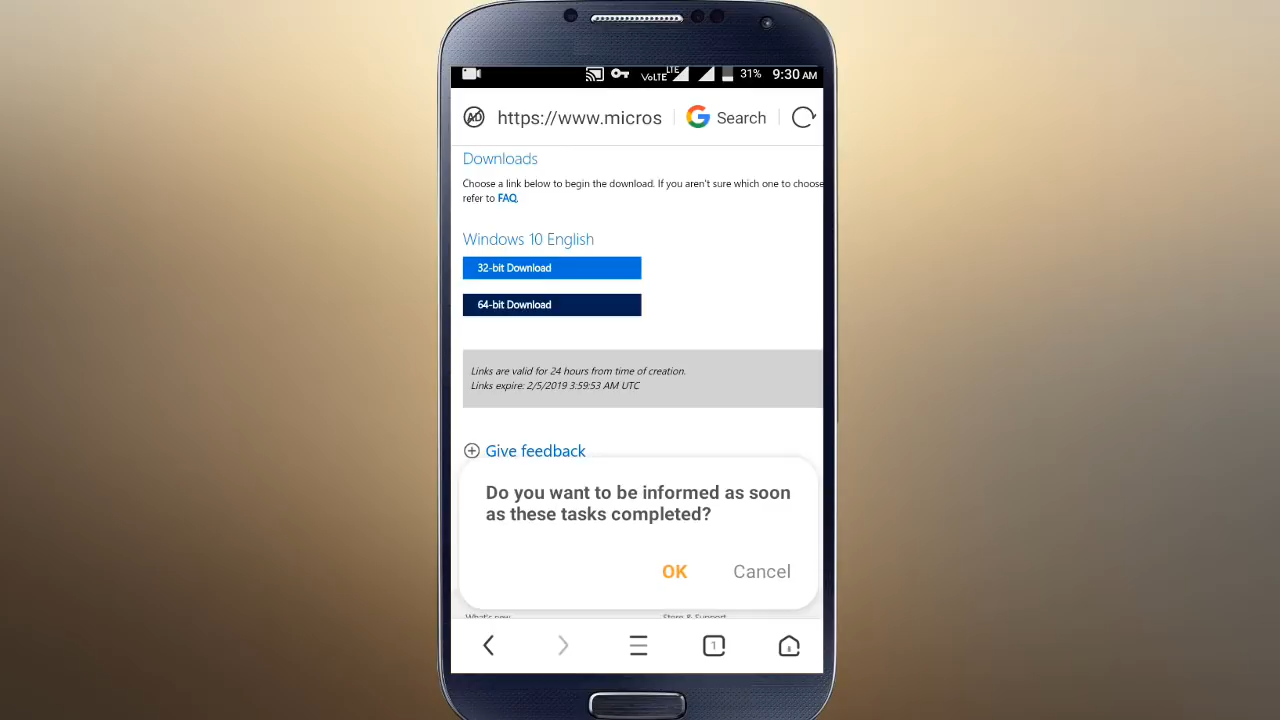 LTE
VoLTE 31% 9:30 AM
AD https://www.micros G Search
Downloads
Choose a link below to begin the download. If you aren't sure which one to choose
refer to FAQ.
Windows 10 English
32-bit Download
64-bit Download
Links are valid for 24 hours from time of creation.
Links expire: 2/5/2019 3:59:53 AM UTC
Give feedback
Do you want to be informed as soon
as these tasks completed?
OK Cancel
What's new Store & Support
1